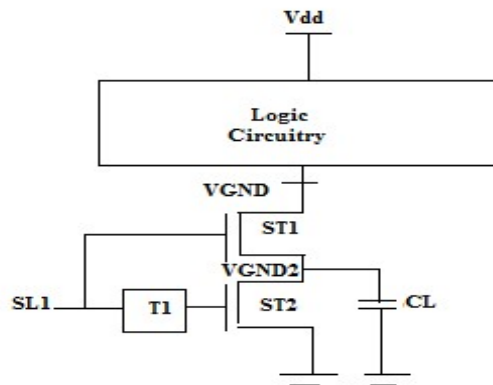 Vdd
Logic
Circuitry
VGND
ST1
VGND2
SL1
T1
ST2
CL